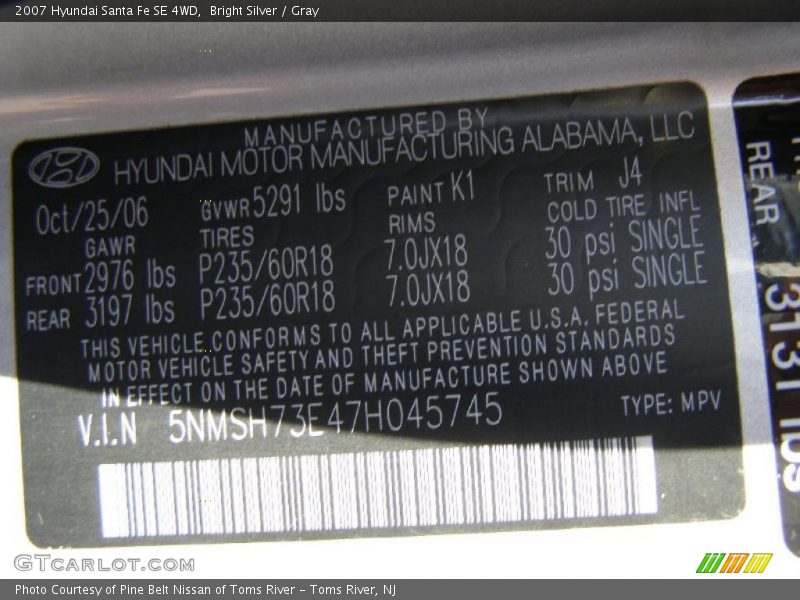 2007 Hyundai Santa Fe SE 4WD, Bright Silver / Gray
MANUFACTURED BY
HYUNDAI MOTOR MANUFACTURING ALABAMA, LLC
Oct/25/06 GVWR 5291 lbs PAINT K1 TRIM J4
GAWR TIRES RIMS COLD TIRE INFL
FRONT 2976 lbs P235/60R18 7.0JX18 30 psi SINGLE
REAR 3197 lbs P235/60R18 7.0JX18 30 psi SINGLE
THIS VEHICLE CONFORMS TO ALL APPLICABLE U.S.A. FEDERAL
MOTOR VEHICLE SAFETY AND THEFT PREVENTION STANDARDS
IN EFFECT ON THE DATE OF MANUFACTURE SHOWN ABOVE
V.I.N 5NMSH73E47H045745 TYPE: MPV
REAR
3131 lbs
GTCARLOT.COM
Photo Courtesy of Pine Belt Nissan of Toms River – Toms River, NJ